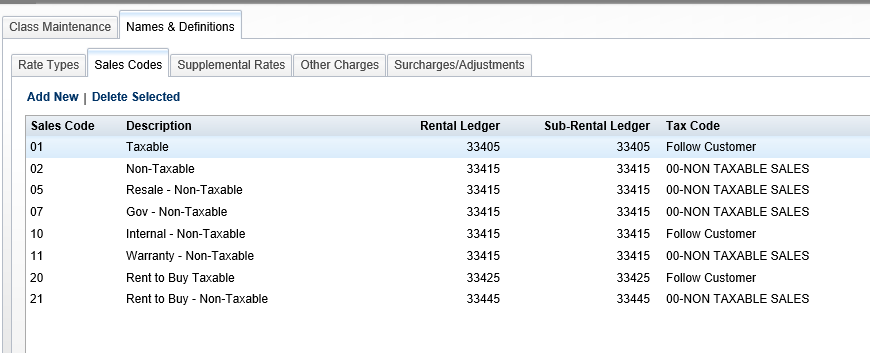 Class Maintenance Names & Definitions
Rate Types Sales Codes Supplemental Rates Other Charges Surcharges/Adjustments
Add New | Delete Selected
Sales Code Description Rental Ledger Sub-Rental Ledger Tax Code
01 Taxable 33405 33405 Follow Customer
02 Non-Taxable 33415 33415 00-NON TAXABLE SALES
05 Resale - Non-Taxable 33415 33415 00-NON TAXABLE SALES
07 Gov - Non-Taxable 33415 33415 00-NON TAXABLE SALES
10 Internal - Non-Taxable 33415 33415 Follow Customer
11 Warranty - Non-Taxable 33415 33415 00-NON TAXABLE SALES
20 Rent to Buy Taxable 33425 33425 Follow Customer
21 Rent to Buy - Non-Taxable 33445 33445 00-NON TAXABLE SALES